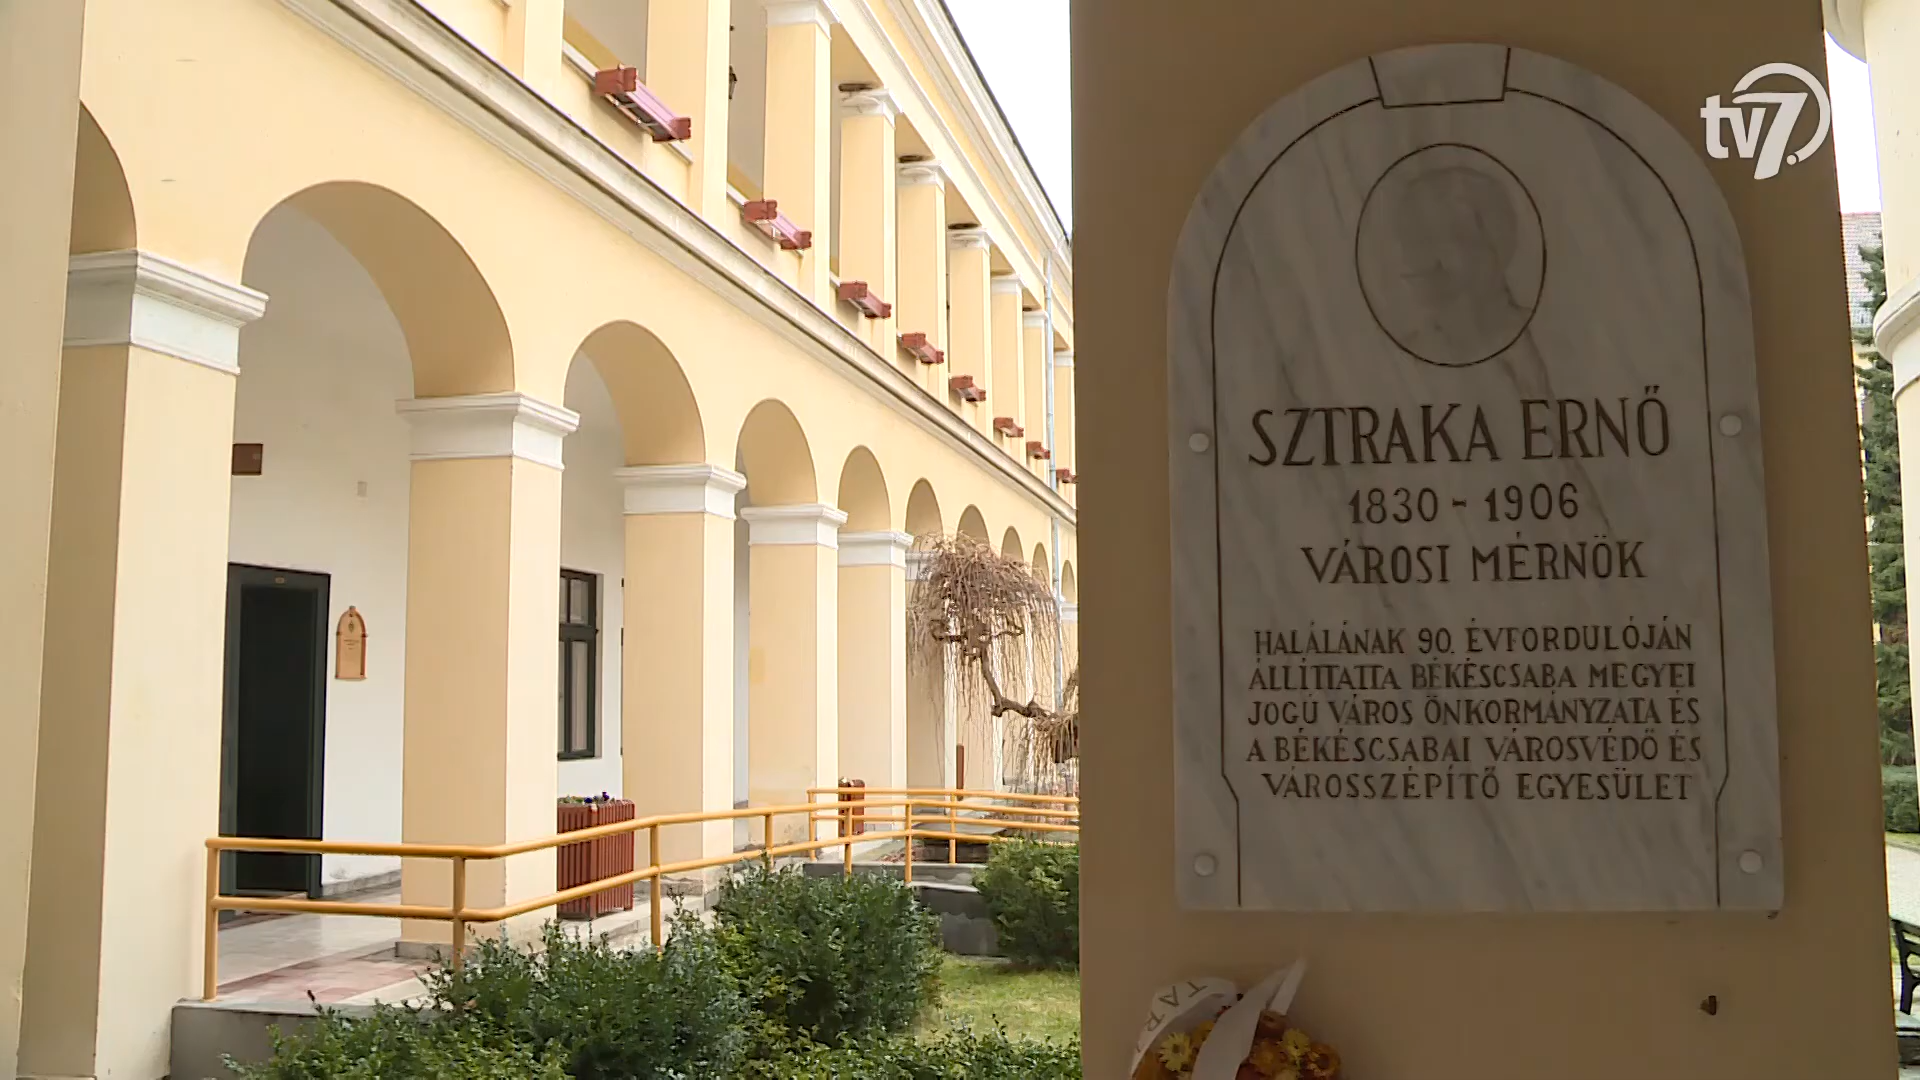 tv7.
SZTRAKA ERNŐ
1830 - 1906
VÁROSI MÉRNÖK
HALÁLÁNAK 90. ÉVFORDULÓJÁN
ÁLLÍTTATTA BÉKÉSCSABA MEGYEI
JOGÚ VÁROS ÖNKORMÁNYZATA ÉS
A BÉKÉSCSABAI VÁROSVÉDŐ ÉS
VÁROSSZÉPÍTŐ EGYESÜLET